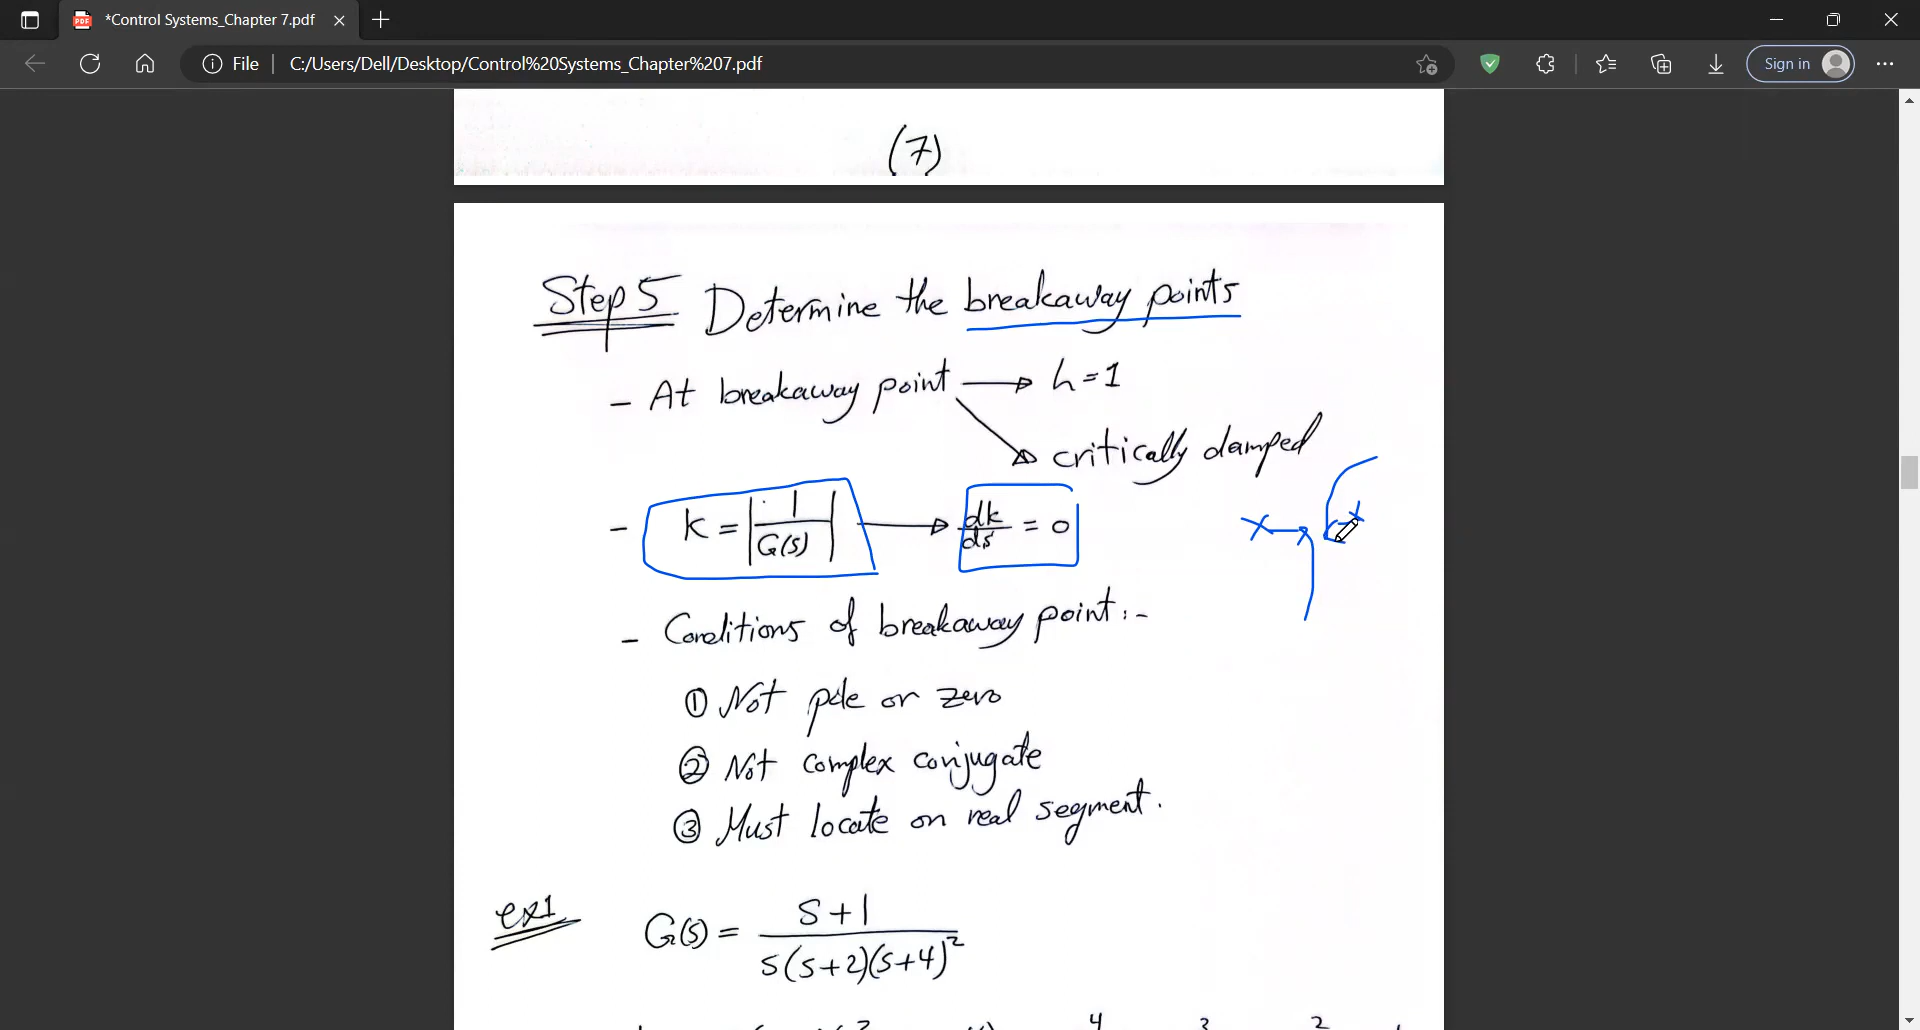 *Control Systems_Chapter 7.pdf
File
C:/Users/Dell/Desktop/Control%20Systems_Chapter%207.pdf
Sign in
(7)
Step 5 Determine the breakaway points
- At breakaway point → h = 1
critically damped
- K = |1/G(s)| → dk/ds = 0
- Conditions of breakaway point :-
① Not pole or zero
② Not complex conjugate
③ Must locate on real segment.
ex1 G(s) = (s+1)/(s(s+2)(s+4)²)